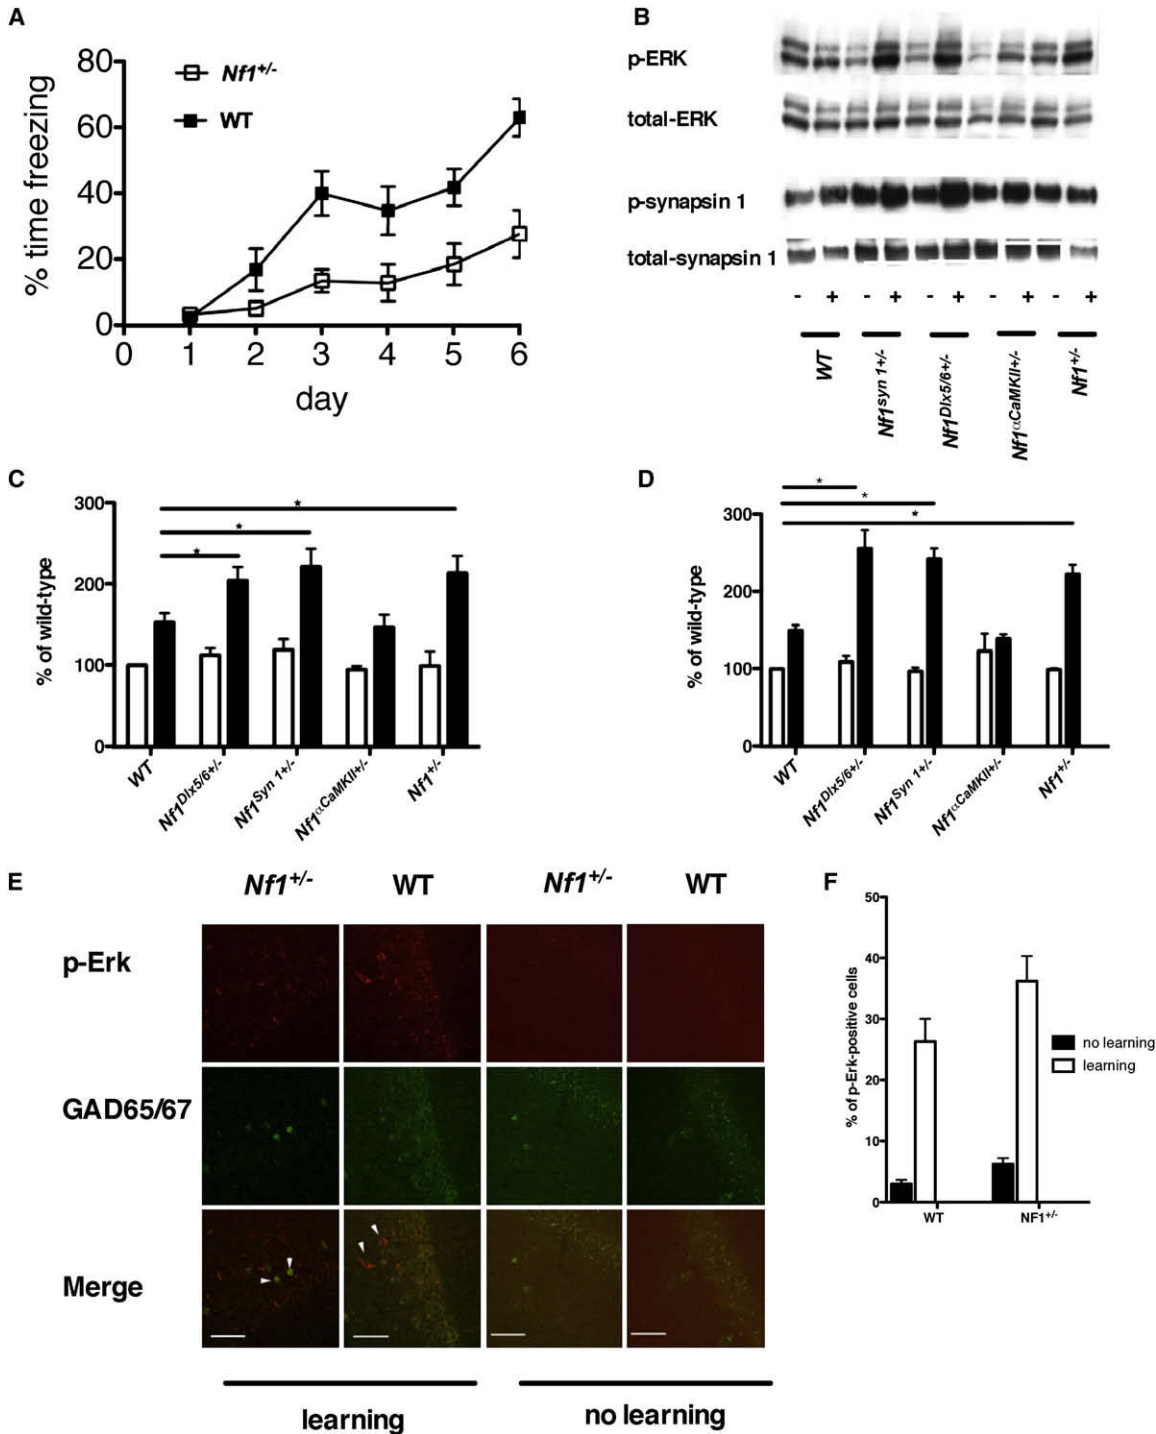 A
80
60
40
20
0
% time freezing
Nf1+/-
WT
0 1 2 3 4 5 6
day
B
p-ERK
total-ERK
p-synapsin 1
total-synapsin 1
- + - + - + - + - +
WT
Nf1syn 1+/-
Nf1Dlx5/6+/-
Nf1αCaMKII+/-
Nf1+/-
C
300
200
100
0
% of wild-type
*
*
*
WT
Nf1Dlx5/6+/-
Nf1Syn 1+/-
Nf1αCaMKII+/-
Nf1+/-
D
300
200
100
0
% of wild-type
*
*
*
WT
Nf1Dlx5/6+/-
Nf1Syn 1+/-
Nf1αCaMKII+/-
Nf1+/-
E
Nf1+/- WT Nf1+/- WT
p-Erk
GAD65/67
Merge
learning no learning
F
50
40
30
20
10
0
% of p-Erk-positive cells
WT NF1+/-
no learning
learning